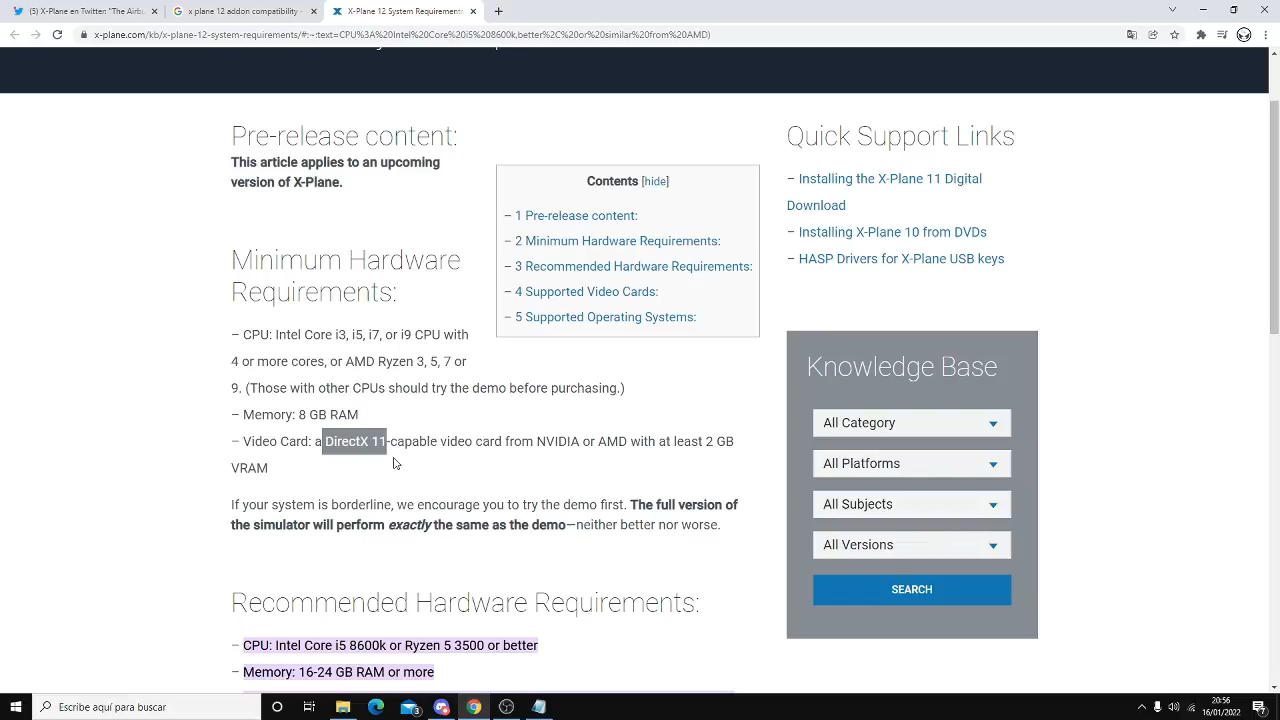 (5) X-Plane en Twitter: "The Airbu
x plane 12 addon compatibility -
X-Plane 12 System Requirements
x-plane.com/kb/x-plane-12-system-requirements/#:~:text=CPU%3A%20Intel%20Core%20i5%208600k,better%2C%20or%20similar%20from%20AMD)
Pre-release content:
This article applies to an upcoming
version of X-Plane.
Contents [hide]
– 1 Pre-release content:
– 2 Minimum Hardware Requirements:
– 3 Recommended Hardware Requirements:
– 4 Supported Video Cards:
– 5 Supported Operating Systems:
Minimum Hardware
Requirements:
– CPU: Intel Core i3, i5, i7, or i9 CPU with
4 or more cores, or AMD Ryzen 3, 5, 7 or
9. (Those with other CPUs should try the demo before purchasing.)
– Memory: 8 GB RAM
– Video Card: a DirectX 11-capable video card from NVIDIA or AMD with at least 2 GB
VRAM
If your system is borderline, we encourage you to try the demo first. The full version of
the simulator will perform exactly the same as the demo—neither better nor worse.
Recommended Hardware Requirements:
– CPU: Intel Core i5 8600k or Ryzen 5 3500 or better
– Memory: 16-24 GB RAM or more
Quick Support Links
– Installing the X-Plane 11 Digital
Download
– Installing X-Plane 10 from DVDs
– HASP Drivers for X-Plane USB keys
Knowledge Base
All Category
All Platforms
All Subjects
All Versions
SEARCH
Escribe aquí para buscar
3
20:56
16/01/2022